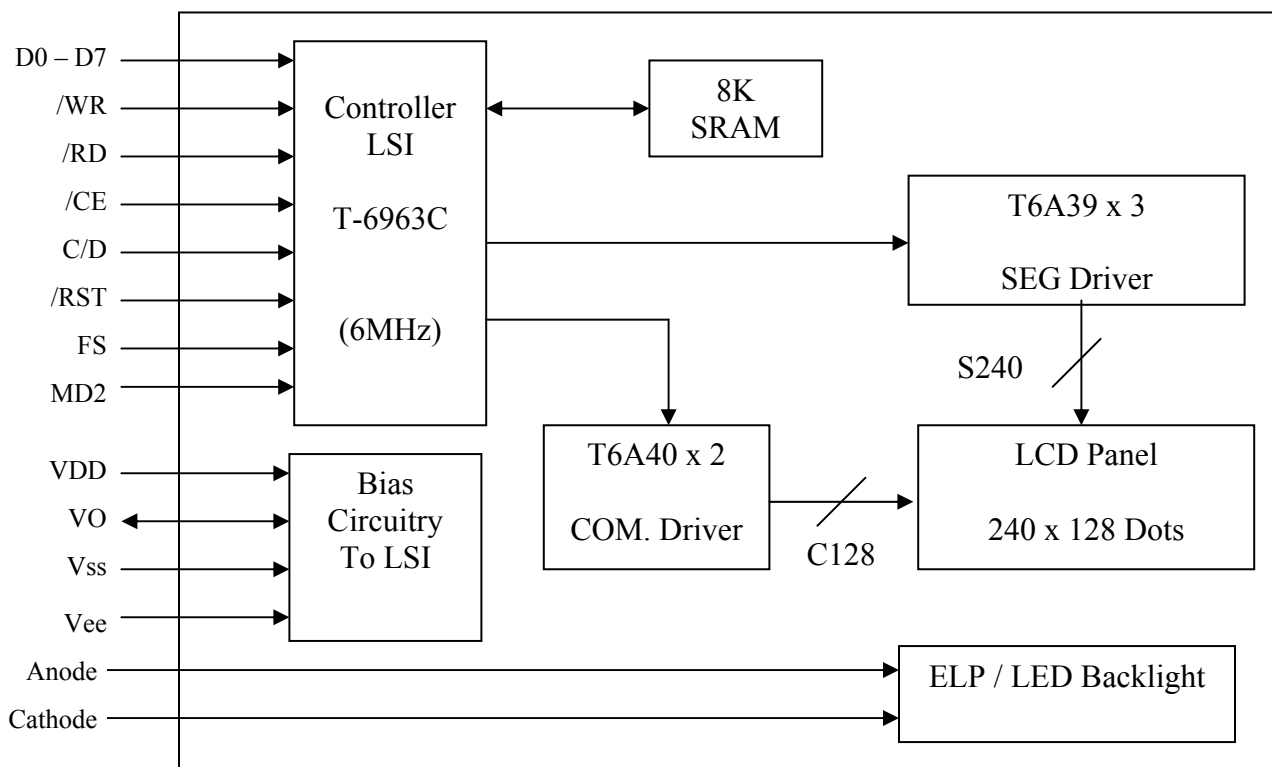 D0 – D7
/WR
/RD
/CE
C/D
/RST
FS
MD2
Controller
LSI
T-6963C
(6MHz)
8K
SRAM
T6A39 x 3
SEG Driver
S240
T6A40 x 2
COM. Driver
C128
LCD Panel
240 x 128 Dots
VDD
VO
Vss
Vee
Bias
Circuitry
To LSI
Anode
Cathode
ELP / LED Backlight